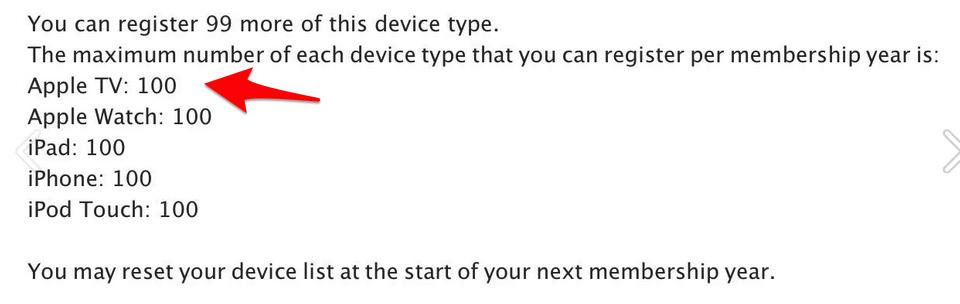 You can register 99 more of this device type.
The maximum number of each device type that you can register per membership year is:
Apple TV: 100
Apple Watch: 100
iPad: 100
iPhone: 100
iPod Touch: 100
You may reset your device list at the start of your next membership year.